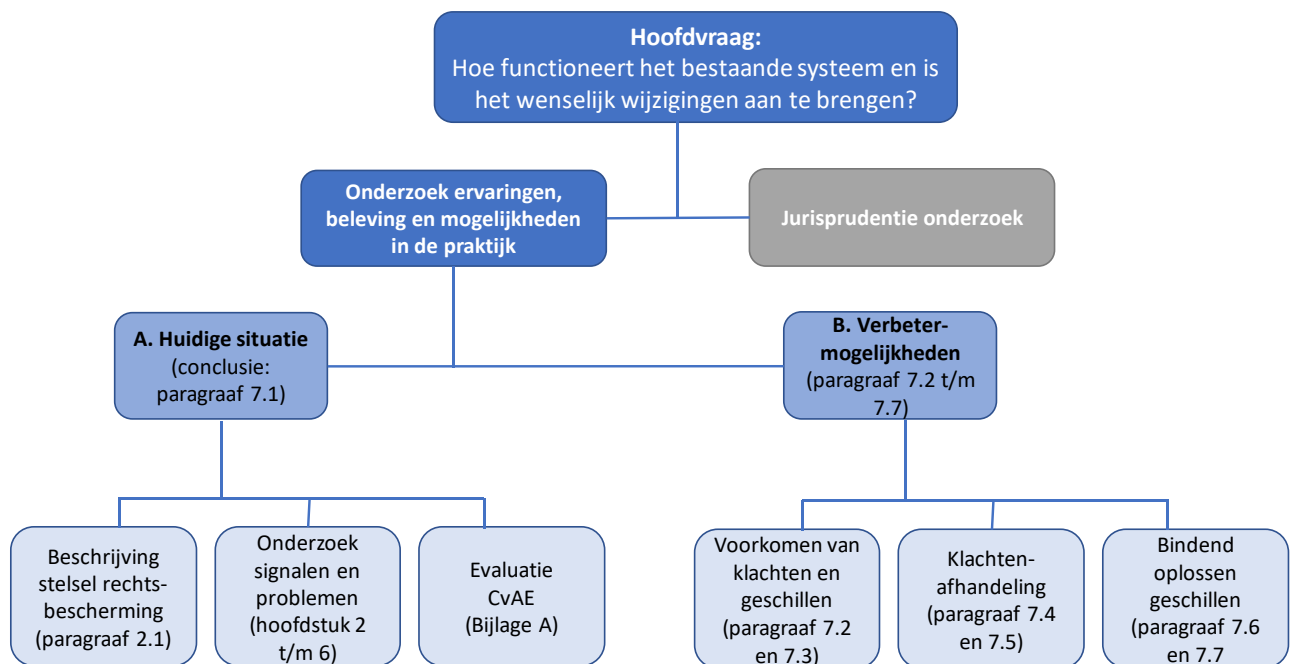 Hoofdvraag:
Hoe functioneert het bestaande systeem en is
het wenselijk wijzigingen aan te brengen?
Onderzoek ervaringen,
beleving en mogelijkheden
in de praktijk
Jurisprudentie onderzoek
A. Huidige situatie
(conclusie:
paragraaf 7.1)
B. Verbeter-
mogelijkheden
(paragraaf 7.2 t/m
7.7)
Beschrijving
stelsel rechts-
bescherming
(paragraaf 2.1)
Onderzoek
signalen en
problemen
(hoofdstuk 2
t/m 6)
Evaluatie
CvAE
(Bijlage A)
Voorkomen van
klachten en
geschillen
(paragraaf 7.2
en 7.3)
Klachten-
afhandeling
(paragraaf 7.4
en 7.5)
Bindend
oplossen
geschillen
(paragraaf 7.6
en 7.7